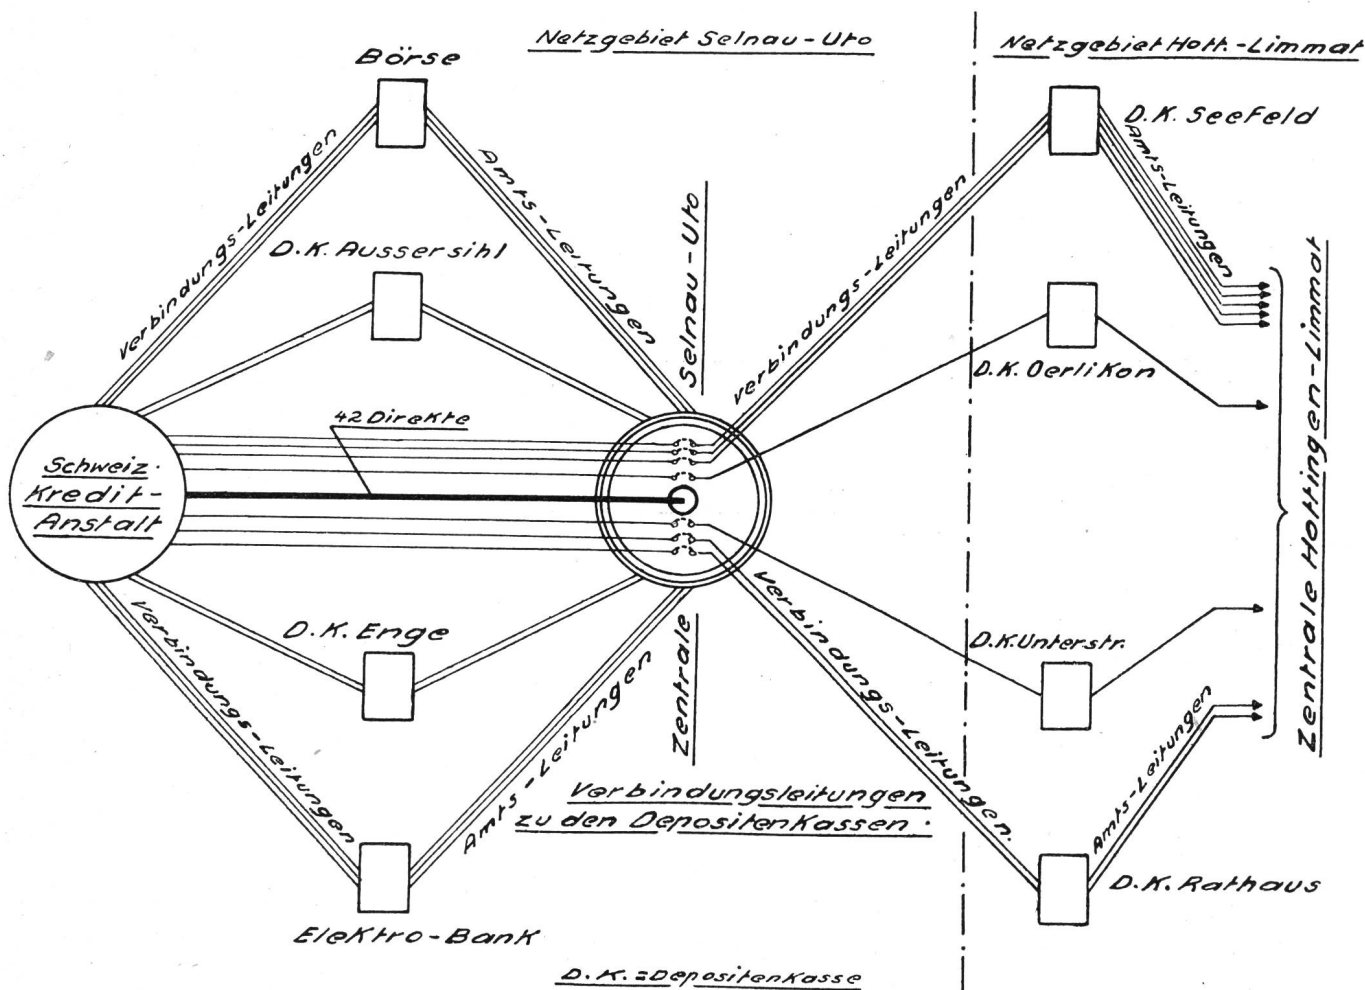 Netzgebiet Selnau-Uto
Netzgebiet Hott.-Limmat
Börse
D.K. Seefeld
Verbindungs-Leitungen
Amts-Leitungen
Selnau-Uto
Verbindungs-Leitungen
Amts-Leitungen
D.K. Aussersihl
D.K. Oerlikon
42 Direkte
Schweiz.
Kredit-
Anstalt
Zentrale Hottingen-Limmat
D.K. Enge
Zentrale
D.K. Unterstr.
Verbindungs-Leitungen
Amts-Leitungen
Verbindungs-Leitungen.
Amts-Leitungen
Verbindungsleitungen
zu den Depositenkassen.
D.K. Rathaus
Elektro-Bank
D.K. = Depositenkasse